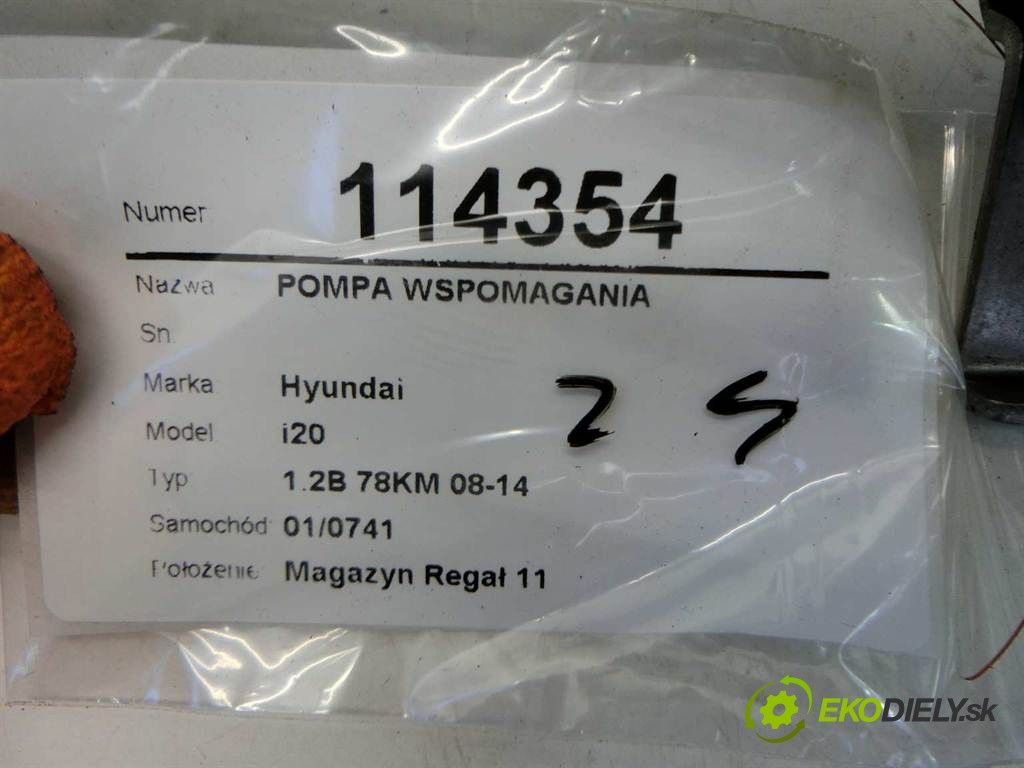 Numer 114354
Nazwa POMPA WSPOMAGANIA
Sn.
Marka Hyundai
Model i20
Typ 1.2B 78KM 08-14
Samochód 01/0741
Położenie Magazyn Regał 11
EKODIELY.sk